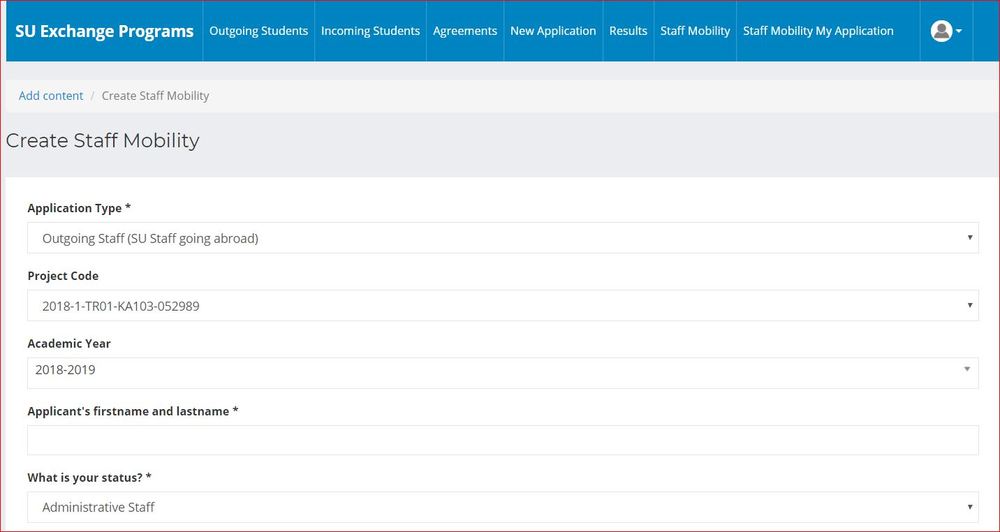 SU Exchange Programs Outgoing Students Incoming Students Agreements New Application Results Staff Mobility Staff Mobility My Application
Add content / Create Staff Mobility
Create Staff Mobility
Application Type *
Outgoing Staff (SU Staff going abroad)
Project Code
2018-1-TR01-KA103-052989
Academic Year
2018-2019
Applicant's firstname and lastname *
What is your status? *
Administrative Staff